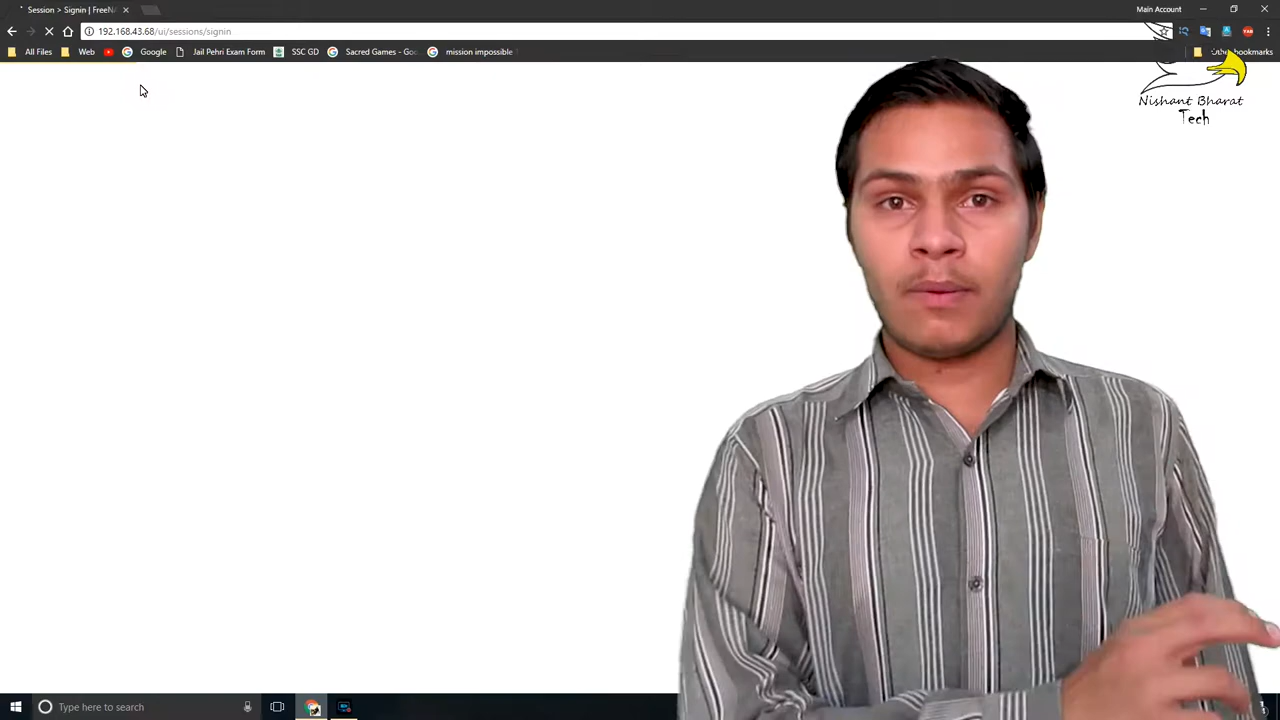 Session > Signin | FreeN
Main Account
192.168.43.68/ui/sessions/signin
All Files
Web
Google
Jail Pehri Exam Form
SSC GD
Sacred Games - Goo
mission impossible
Other bookmarks
Nishant Bharat
Tech
Type here to search